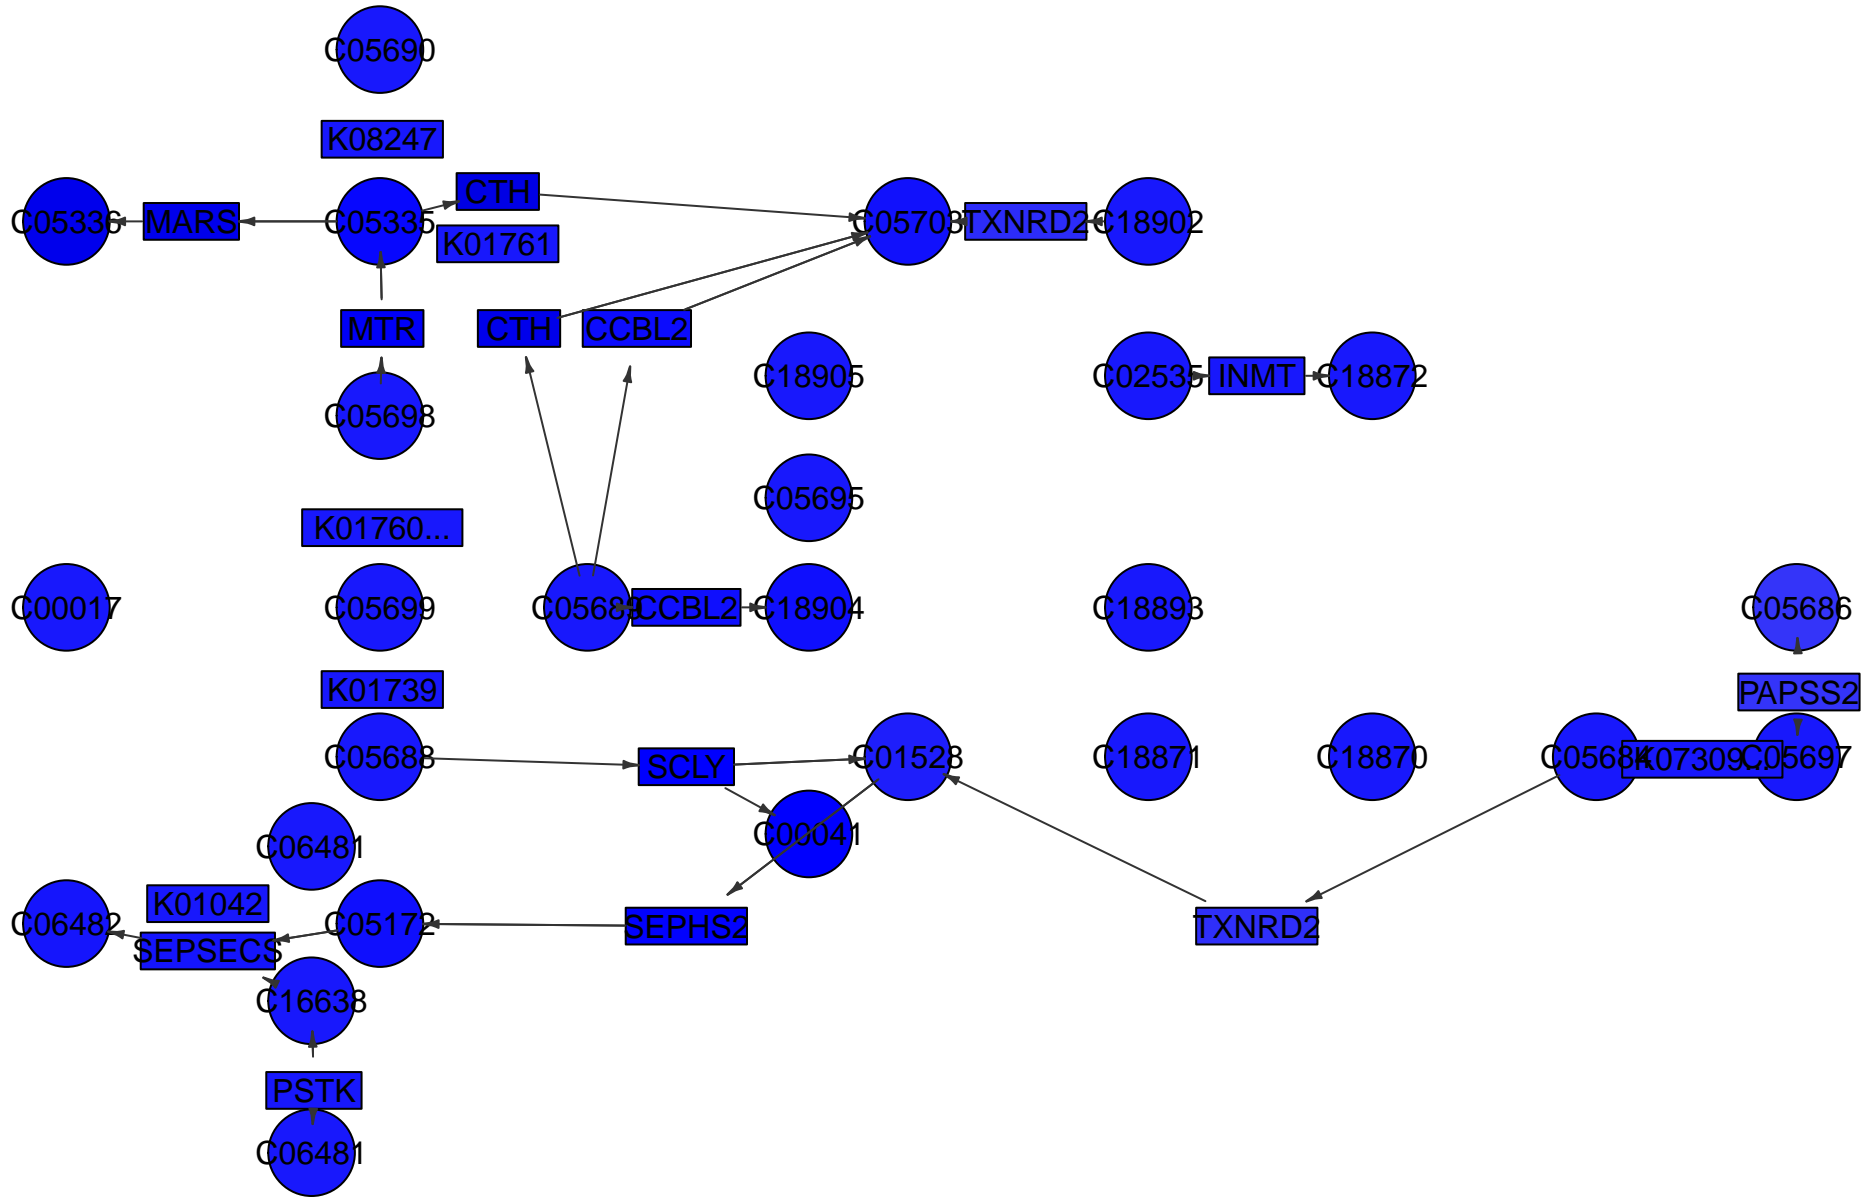 C05690
K08247
CTH
C05336
MARS
C05335
C05703
TXNRD2
C18902
K01761
MTR
CTH
CCBL2
C18905
C02535
INMT
C18872
C05698
C05695
K01760...
C00017
C05699
C05689
CCBL2
C18904
C18893
C05686
K01739
PAPSS2
C05688
SCLY
C01528
C18871
C18870
C05684
K07309...
C05697
C00041
C06481
K01042
C06482
C05172
SEPHS2
TXNRD2
SEPSECS
C16638
PSTK
C06481